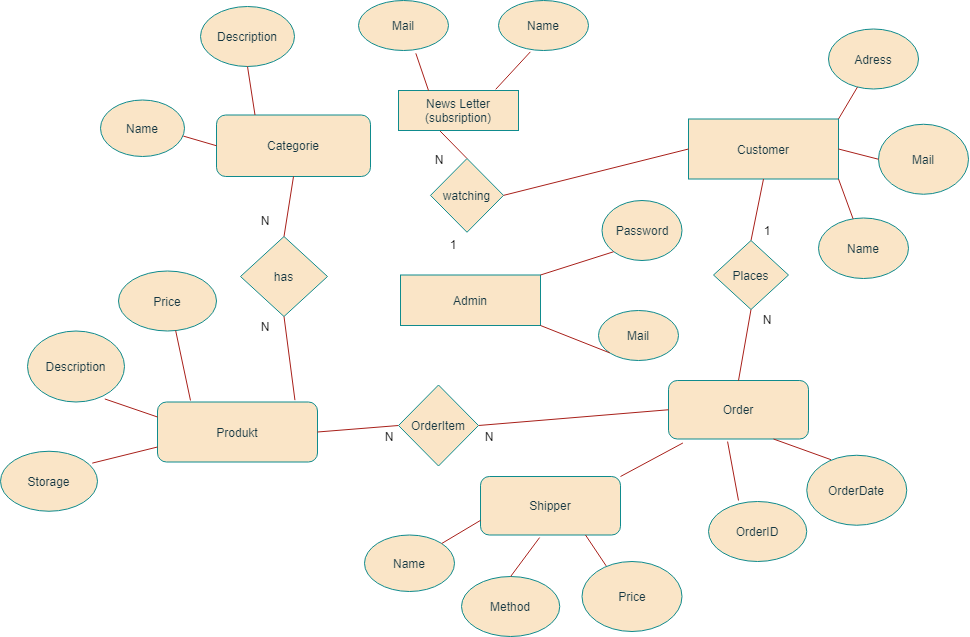 Mail
Name
Description
Adress
News Letter
(subsription)
Name
Categorie
Customer
Mail
N
watching
N
Password
1
Name
1
has
Places
Price
Admin
N
N
Mail
Description
Order
OrderItem
Produkt
N
N
Storage
OrderDate
Shipper
OrderID
Name
Price
Method